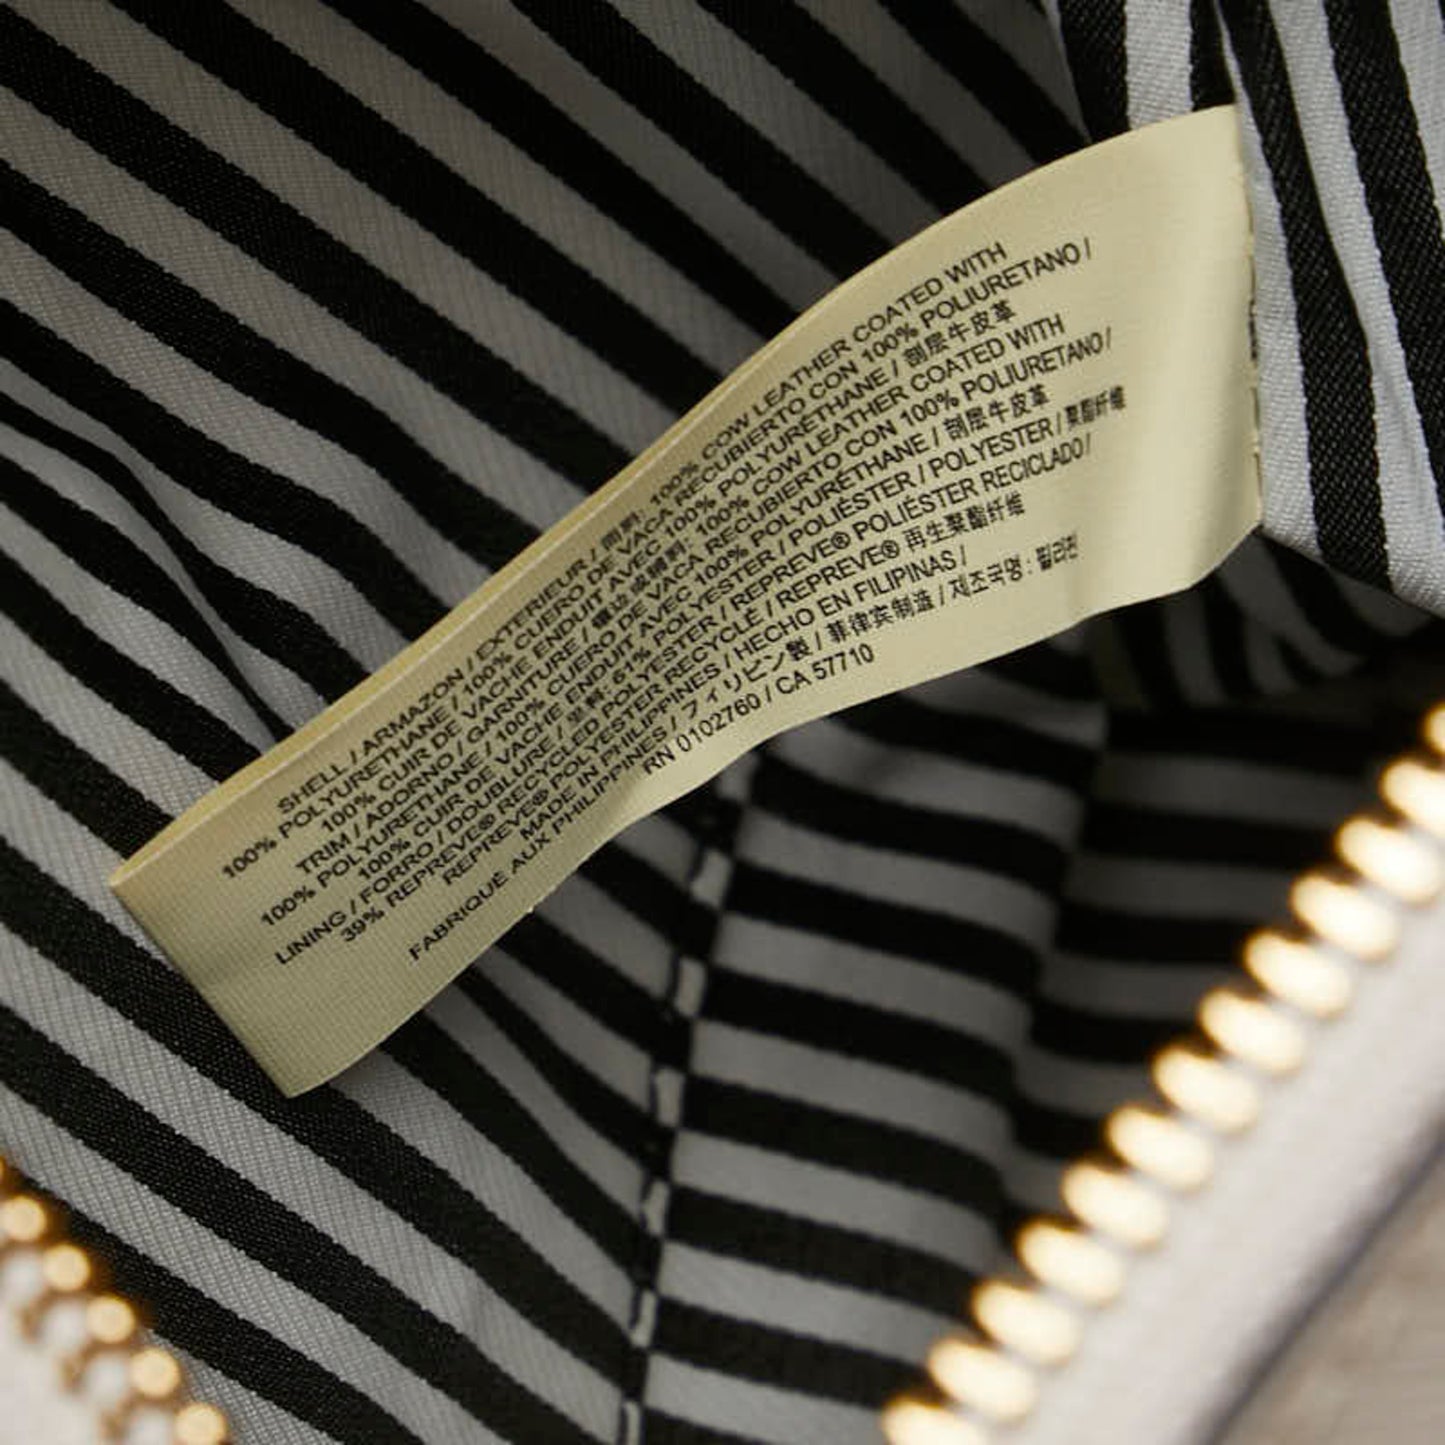 SHELL / ARMAZON / EXTERIEUR / 面料: 100% COW LEATHER COATED WITH
100% POLYURETHANE / 100% CUERO DE VACA RECUBIERTO CON 100% POLIURETANO /
100% CUIR DE VACHE ENDUIT AVEC 100% POLYURÉTHANE / 剖层牛皮革
TRIM / ADORNO / GARNITURE / 镶边或辅料: 100% COW LEATHER COATED WITH
100% POLYURETHANE / 100% CUERO DE VACA RECUBIERTO CON 100% POLIURETANO /
100% CUIR DE VACHE ENDUIT AVEC 100% POLYURÉTHANE / 剖层牛皮革
LINING / FORRO / DOUBLURE / 里料: 61% POLYESTER / POLIÉSTER / POLYESTER / 聚酯纤维
39% REPREVE® RECYCLED POLYESTER / REPREVE® POLIÉSTER RECICLADO /
REPREVE® POLYESTER RECYCLÉ / REPREVE® 再生聚酯纤维
MADE IN PHILIPPINES / HECHO EN FILIPINAS /
FABRIQUÉ AUX PHILIPPINES / フィリピン製 / 菲律宾制造 / 제조국명 : 필리핀
RN 0102760 / CA 57710